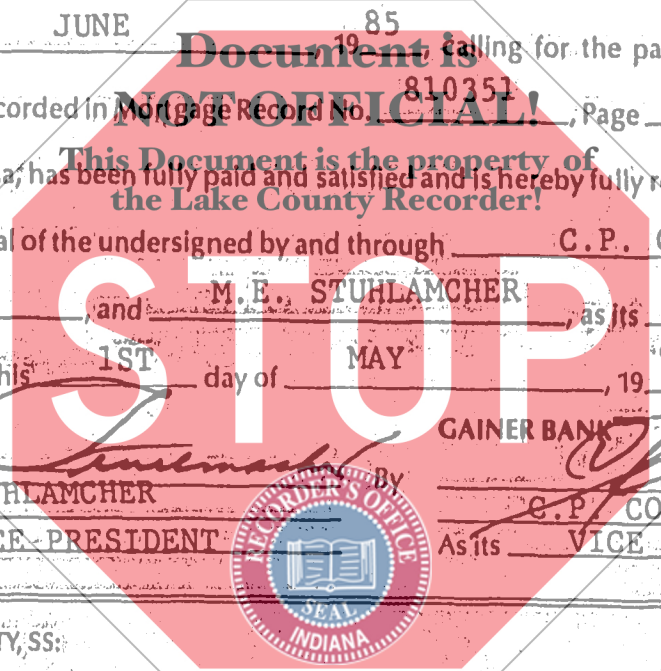 JUNE 19 85, calling for the pa
corded in Mortgage Record No. 810351, Page
a, has been fully paid and satisfied and is hereby fully r
al of the undersigned by and through C.P.
, and M.E. STUHLAMCHER, as its
his 1ST day of MAY, 19
GAINER BANK
By
HLAMCHER C.P. CO
CE PRESIDENT As its VICE
TY, SS:
Document is
NOT OFFICIAL!
This Document is the property of
the Lake County Recorder!
STOP
RECORDER'S OFFICE
SEAL
INDIANA